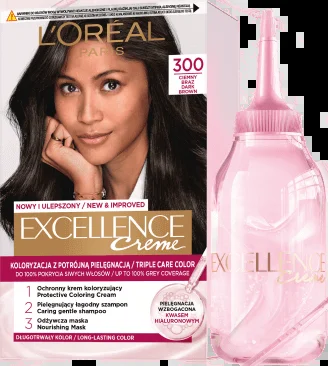 L'ORÉAL
PARIS
300
CIEMNY
BRĄZ
DARK
BROWN
NOWY I ULEPSZONY / NEW & IMPROVED
EXCELLENCE
Creme
KOLORYZACJA Z POTRÓJNĄ PIELĘGNACJĄ / TRIPLE CARE COLOR
DO 100% POKRYCIA SIWYCH WŁOSÓW / UP TO 100% GREY COVERAGE
1 Ochronny krem koloryzujący
Protective Coloring Cream
2 Pielęgnujący łagodny szampon
Caring gentle shampoo
3 Odżywcza maska
Nourishing Mask
PIELĘGNACJA
WZBOGACONA
KWASEM
HIALURONOWYM
DŁUGOTRWAŁY KOLOR / LONG-LASTING COLOR
EXCELLENCE
Creme